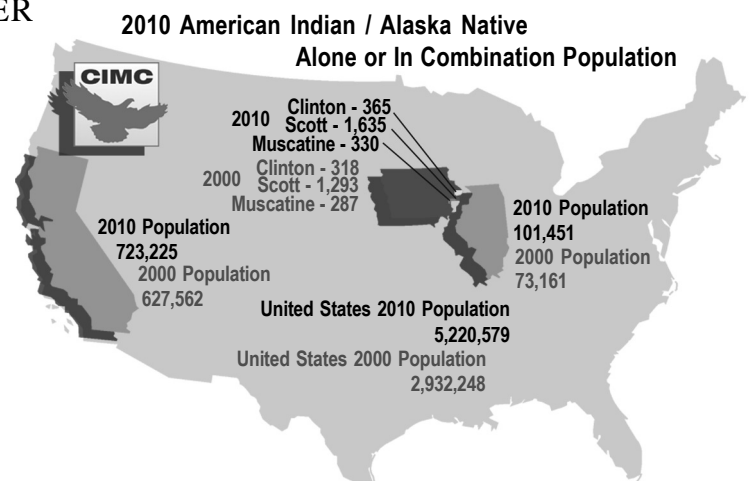 ER
2010 American Indian / Alaska Native
Alone or In Combination Population
CIMC
2010
Clinton - 365
Scott - 1,635
Muscatine - 330
2000
Clinton - 318
Scott - 1,293
Muscatine - 287
2010 Population
723,225
2000 Population
627,562
2010 Population
101,451
2000 Population
73,161
United States 2010 Population
5,220,579
United States 2000 Population
2,932,248